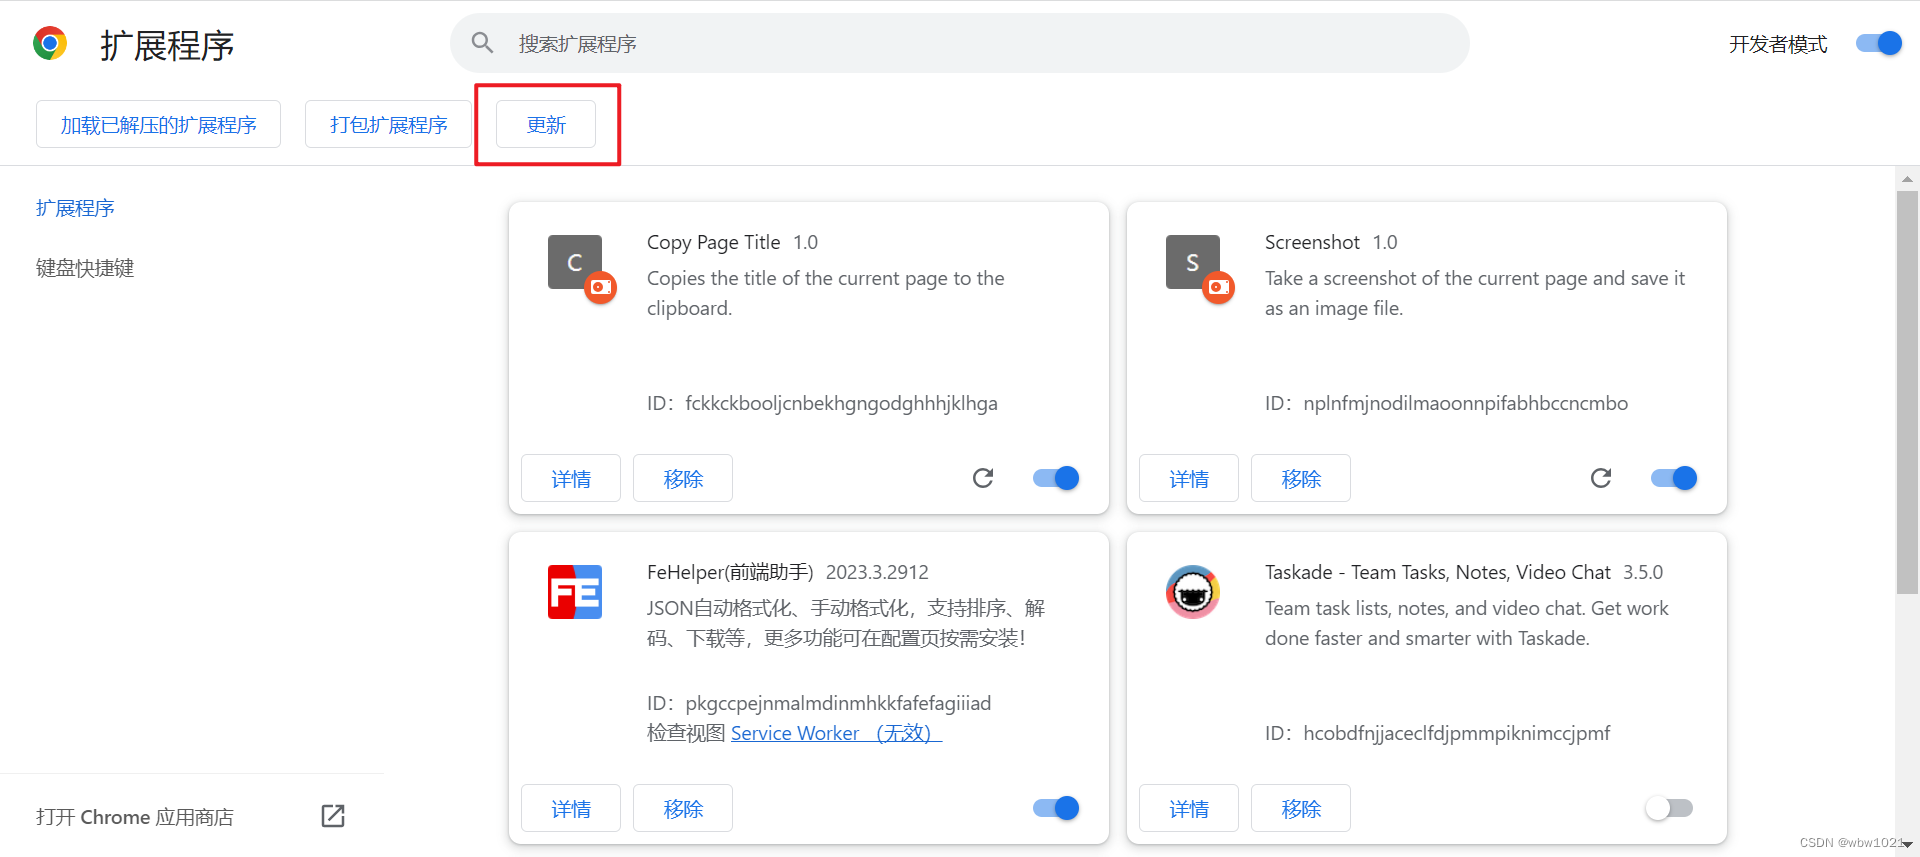 扩展程序
搜索扩展程序
开发者模式
加载已解压的扩展程序
打包扩展程序
更新
扩展程序
键盘快捷键
打开 Chrome 应用商店
C
Copy Page Title 1.0
Copies the title of the current page to the
clipboard.
ID：fckkckbooljcnbekhgngodghhhjklhga
详情
移除
S
Screenshot 1.0
Take a screenshot of the current page and save it
as an image file.
ID：nplnfmjnodilmaoonnpifabhbccncmbo
详情
移除
FE
FeHelper(前端助手) 2023.3.2912
JSON自动格式化、手动格式化，支持排序、解
码、下载等，更多功能可在配置页按需安装！
ID：pkgccpejnmalmdinmhkkfafefagiiiad
检查视图 Service Worker （无效）
详情
移除
Taskade - Team Tasks, Notes, Video Chat 3.5.0
Team task lists, notes, and video chat. Get work
done faster and smarter with Taskade.
ID：hcobdfnjjaceclfdjpmmpiknimccjpmf
详情
移除
CSDN @wbw1021